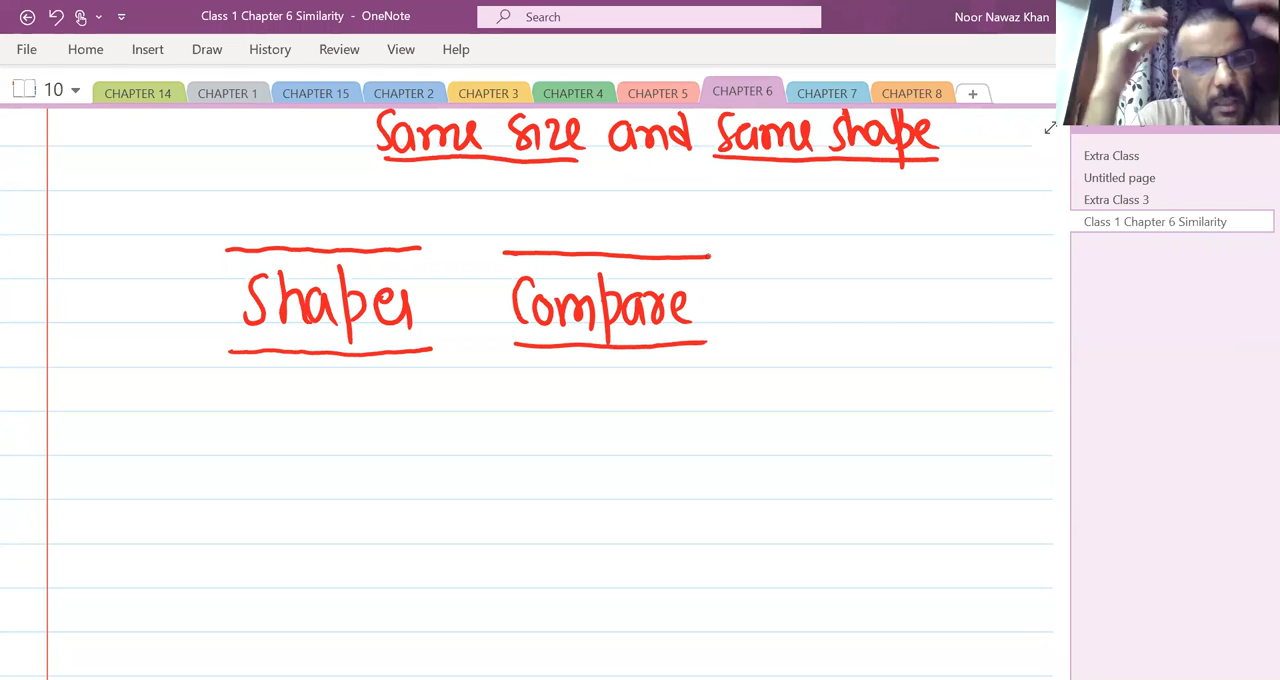 Class 1 Chapter 6 Similarity - OneNote
Search
Noor Nawaz Khan
File Home Insert Draw History Review View Help
10 CHAPTER 14 CHAPTER 1 CHAPTER 15 CHAPTER 2 CHAPTER 3 CHAPTER 4 CHAPTER 5 CHAPTER 6 CHAPTER 7 CHAPTER 8 +
Same size and same shape
Shapes Compare
Extra Class
Untitled page
Extra Class 3
Class 1 Chapter 6 Similarity